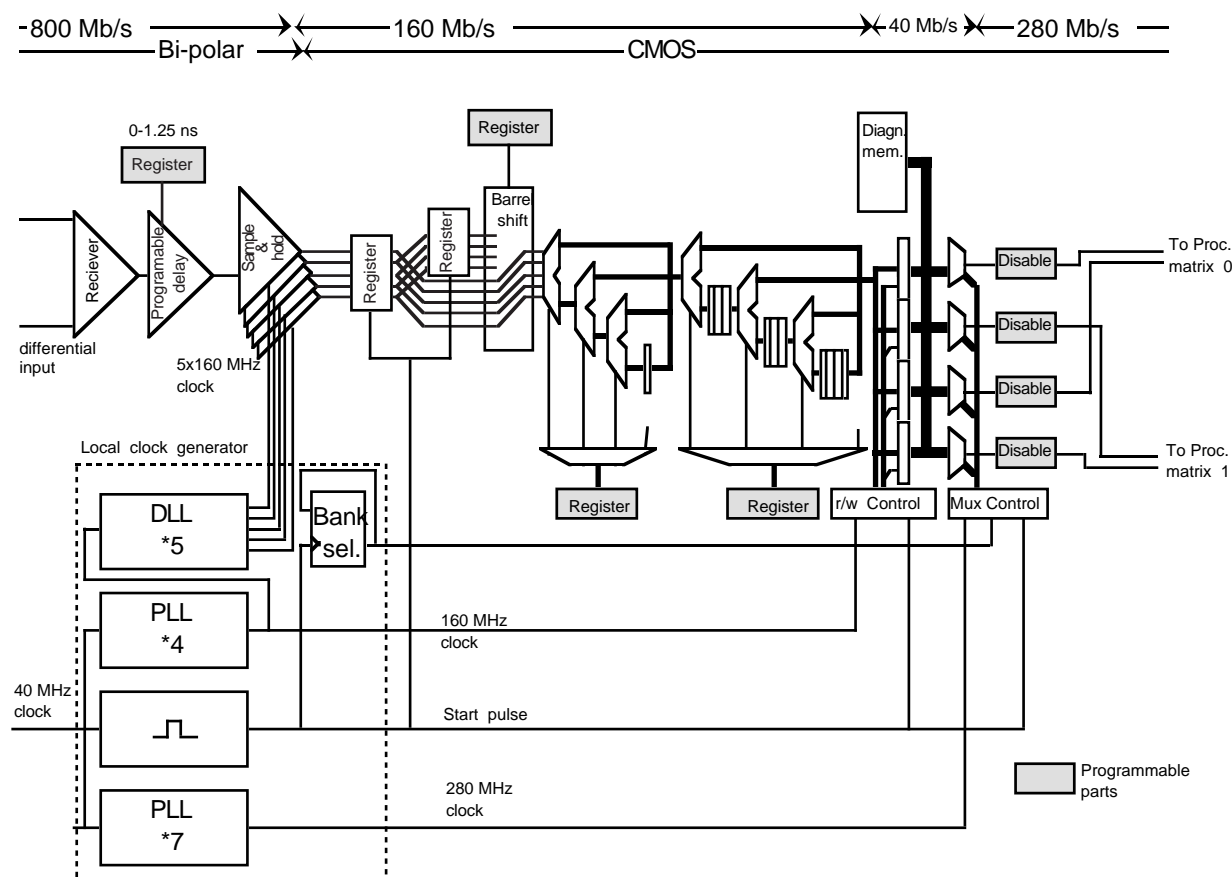 800 Mb/s
160 Mb/s
40 Mb/s
280 Mb/s
Bi-polar
CMOS
0-1.25 ns
Register
Register
Diagn.
mem.
Reciever
Programable
delay
Sample
&
hold
Register
Register
Barrel
shift
Disable
Disable
Disable
Disable
To Proc.
matrix 0
To Proc.
matrix 1
differential
input
5x160 MHz
clock
Local clock generator
Register
Register
r/w Control
Mux Control
DLL
*5
Bank
sel.
PLL
*4
160 MHz
clock
40 MHz
clock
Start pulse
PLL
*7
280 MHz
clock
Programmable
parts